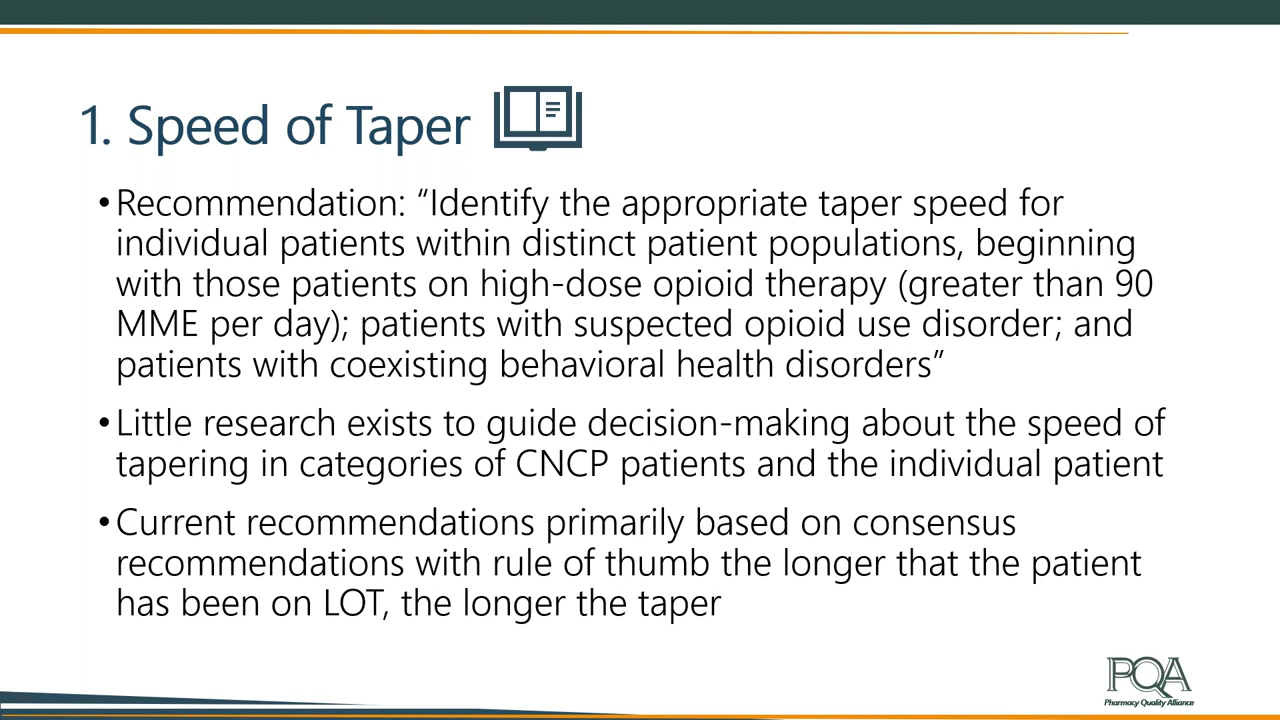 1. Speed of Taper
•Recommendation: “Identify the appropriate taper speed for
individual patients within distinct patient populations, beginning
with those patients on high-dose opioid therapy (greater than 90
MME per day); patients with suspected opioid use disorder; and
patients with coexisting behavioral health disorders”
•Little research exists to guide decision-making about the speed of
tapering in categories of CNCP patients and the individual patient
•Current recommendations primarily based on consensus
recommendations with rule of thumb the longer that the patient
has been on LOT, the longer the taper
PQA
Pharmacy Quality Alliance